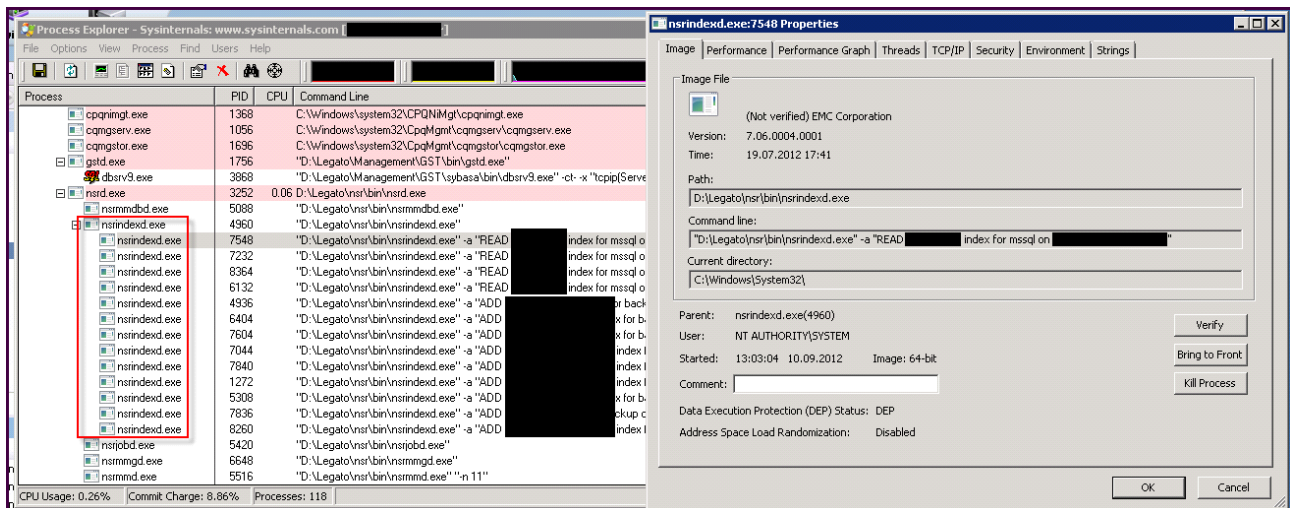 Process Explorer - Sysinternals: www.sysinternals.com [
File Options View Process Find Users Help
Process PID CPU Command Line
cpqnimgt.exe 1368 C:\Windows\system32\CPQNiMgt\cpqnimgt.exe
cqmgserv.exe 1056 C:\Windows\system32\CpqMgmt\cqmgserv\cqmgserv.exe
cqmgstor.exe 1696 C:\Windows\system32\CpqMgmt\cqmgstor\cqmgstor.exe
gstd.exe 1756 "D:\Legato\Management\GST\bin\gstd.exe"
dbsrv9.exe 3868 "D:\Legato\Management\GST\sybasa\bin\dbsrv9.exe" -ct- -x "tcpip(Serve
nsrd.exe 3252 0.06 D:\Legato\nsr\bin\nsrd.exe
nsrmmdbd.exe 5088 "D:\Legato\nsr\bin\nsrmmdbd.exe"
nsrindexd.exe 4960 "D:\Legato\nsr\bin\nsrindexd.exe"
nsrindexd.exe 7548 "D:\Legato\nsr\bin\nsrindexd.exe" -a "READ index for mssql o
nsrindexd.exe 7232 "D:\Legato\nsr\bin\nsrindexd.exe" -a "READ index for mssql o
nsrindexd.exe 8364 "D:\Legato\nsr\bin\nsrindexd.exe" -a "READ index for mssql o
nsrindexd.exe 6132 "D:\Legato\nsr\bin\nsrindexd.exe" -a "READ index for mssql o
nsrindexd.exe 4936 "D:\Legato\nsr\bin\nsrindexd.exe" -a "ADD or back
nsrindexd.exe 6404 "D:\Legato\nsr\bin\nsrindexd.exe" -a "ADD x for b
nsrindexd.exe 7604 "D:\Legato\nsr\bin\nsrindexd.exe" -a "ADD x for b
nsrindexd.exe 7044 "D:\Legato\nsr\bin\nsrindexd.exe" -a "ADD index
nsrindexd.exe 7840 "D:\Legato\nsr\bin\nsrindexd.exe" -a "ADD index
nsrindexd.exe 1272 "D:\Legato\nsr\bin\nsrindexd.exe" -a "ADD index
nsrindexd.exe 5308 "D:\Legato\nsr\bin\nsrindexd.exe" -a "ADD x for b
nsrindexd.exe 7836 "D:\Legato\nsr\bin\nsrindexd.exe" -a "ADD ckup c
nsrindexd.exe 8260 "D:\Legato\nsr\bin\nsrindexd.exe" -a "ADD index
nsrjobd.exe 5420 "D:\Legato\nsr\bin\nsrjobd.exe"
nsrmmgd.exe 6648 "D:\Legato\nsr\bin\nsrmmgd.exe"
nsrmmd.exe 5516 "D:\Legato\nsr\bin\nsrmmd.exe" "-n 11"
CPU Usage: 0.26% Commit Charge: 8.86% Processes: 118
nsrindexd.exe:7548 Properties
Image Performance Performance Graph Threads TCP/IP Security Environment Strings
Image File
(Not verified) EMC Corporation
Version: 7.06.0004.0001
Time: 19.07.2012 17:41
Path:
D:\Legato\nsr\bin\nsrindexd.exe
Command line:
"D:\Legato\nsr\bin\nsrindexd.exe" -a "READ index for mssql on "
Current directory:
C:\Windows\System32\
Parent: nsrindexd.exe(4960)
User: NT AUTHORITY\SYSTEM
Started: 13:03:04 10.09.2012 Image: 64-bit
Comment:
Data Execution Protection (DEP) Status: DEP
Address Space Load Randomization: Disabled
Verify
Bring to Front
Kill Process
OK Cancel